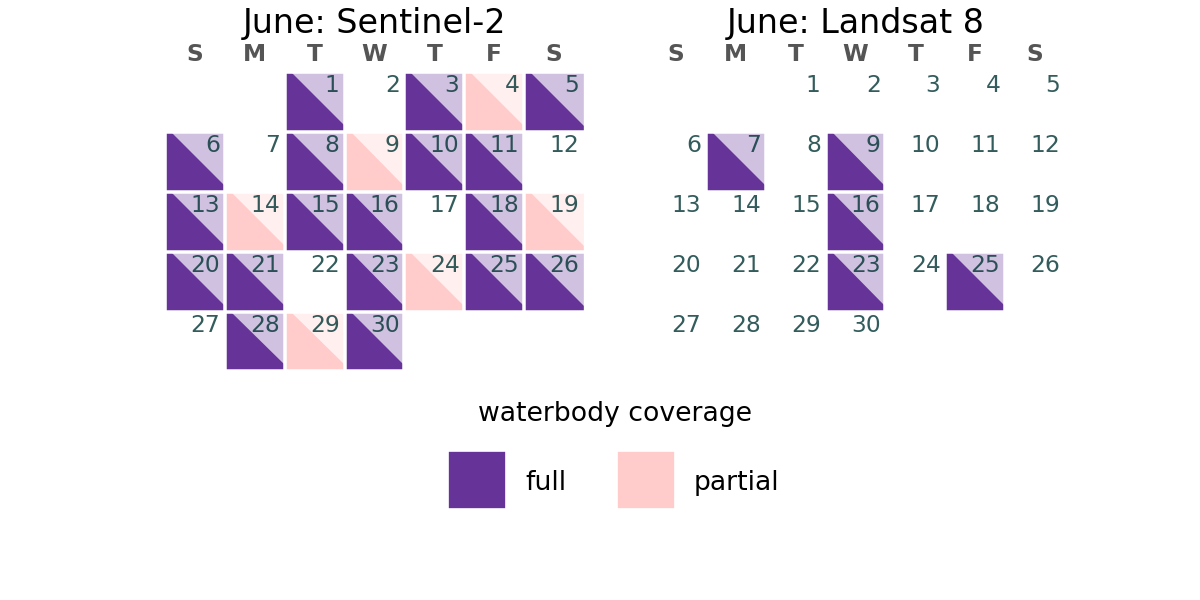 June: Sentinel-2
S M T W T F S
1 2 3 4 5
6 7 8 9 10 11 12
13 14 15 16 17 18 19
20 21 22 23 24 25 26
27 28 29 30
June: Landsat 8
S M T W T F S
1 2 3 4 5
6 7 8 9 10 11 12
13 14 15 16 17 18 19
20 21 22 23 24 25 26
27 28 29 30
waterbody coverage
full partial